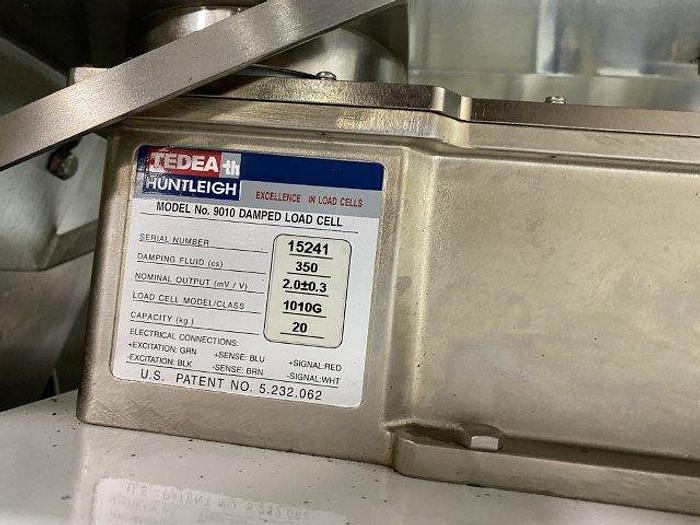 TEDEA -th
HUNTLEIGH
EXCELLENCE IN LOAD CELLS
MODEL No. 9010 DAMPED LOAD CELL
SERIAL NUMBER 15241
DAMPING FLUID (cs) 350
NOMINAL OUTPUT (mV / V) 2.0±0.3
LOAD CELL MODEL/CLASS 1010G
CAPACITY (kg.) 20
ELECTRICAL CONNECTIONS:
+EXCITATION: GRN +SENSE: BLU +SIGNAL:RED
-EXCITATION: BLK -SENSE: BRN -SIGNAL:WHT
U.S. PATENT NO. 5.232.062